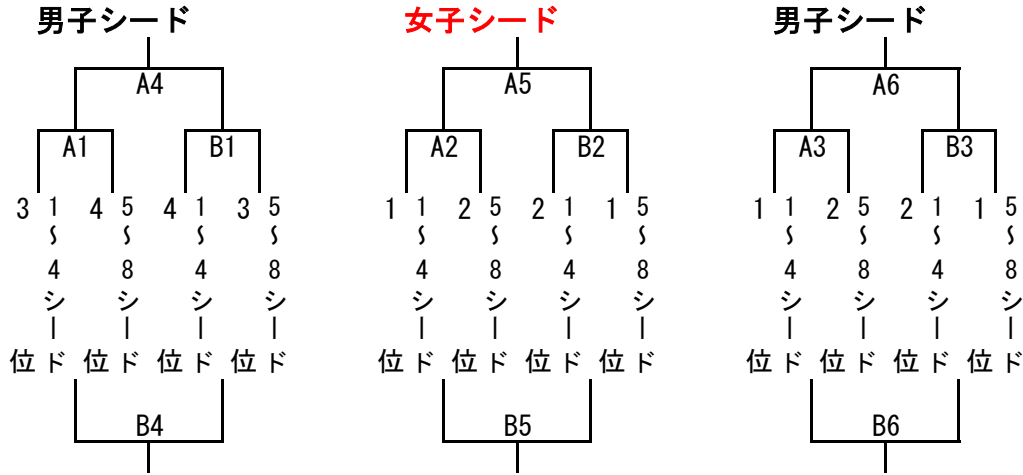 男子シード
女子シード
男子シード
A4
A5
A6
A1
B1
A2
B2
A3
B3
3位
1～4シード
4位
5～8シード
4位
1～4シード
3位
5～8シード
1位
1～4シード
2位
5～8シード
2位
1～4シード
1位
5～8シード
1位
1～4シード
2位
5～8シード
2位
1～4シード
1位
5～8シード
B4
B5
B6